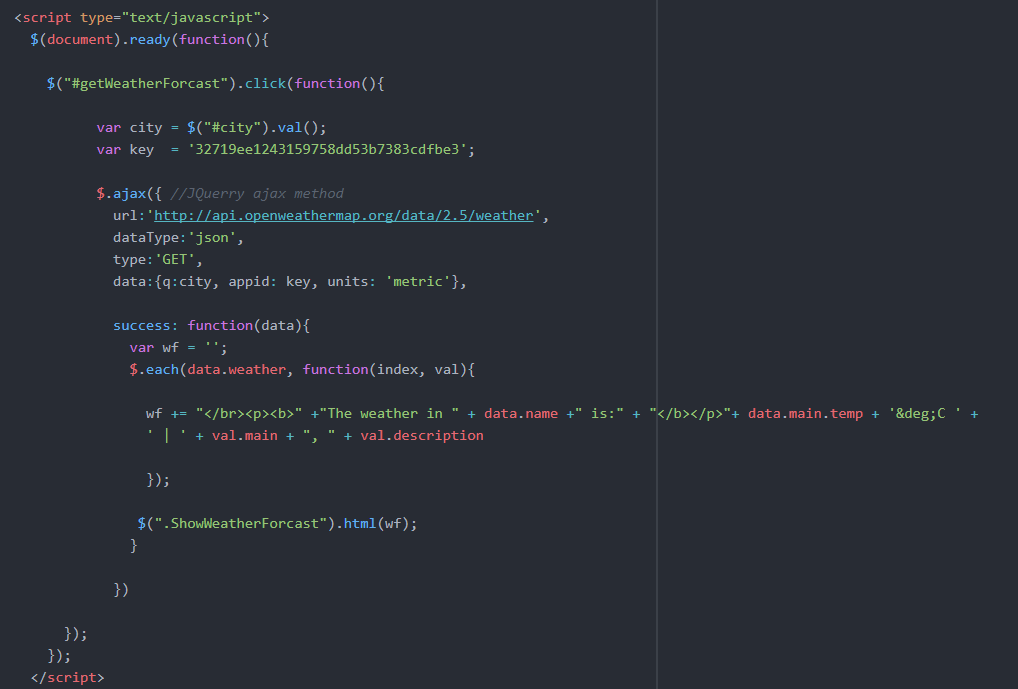 <script type="text/javascript">
$(document).ready(function(){
$("#getWeatherForcast").click(function(){
var city = $("#city").val();
var key  = '32719ee1243159758dd53b7383cdfbe3';
$.ajax({ //JQuerry ajax method
url:'http://api.openweathermap.org/data/2.5/weather',
dataType:'json',
type:'GET',
data:{q:city, appid: key, units: 'metric'},
success: function(data){
var wf = '';
$.each(data.weather, function(index, val){
wf += "</br><p><b>" +"The weather in " + data.name +" is:" + "</b></p>"+ data.main.temp + '&deg;C ' +
' | ' + val.main + ", " + val.description
});
$(".ShowWeatherForcast").html(wf);
}
})
});
});
</script>